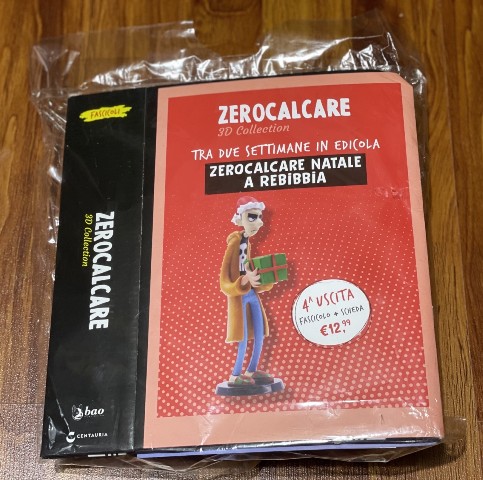 FASCICOLI
ZEROCALCARE
3D Collection
bao
CENTAURIA
ZEROCALCARE
3D Collection
TRA DUE SETTIMANE IN EDICOLA
ZEROCALCARE NATALE
A REBIBBIA
4ª USCITA
FASCICOLO + SCHEDA
€12,99